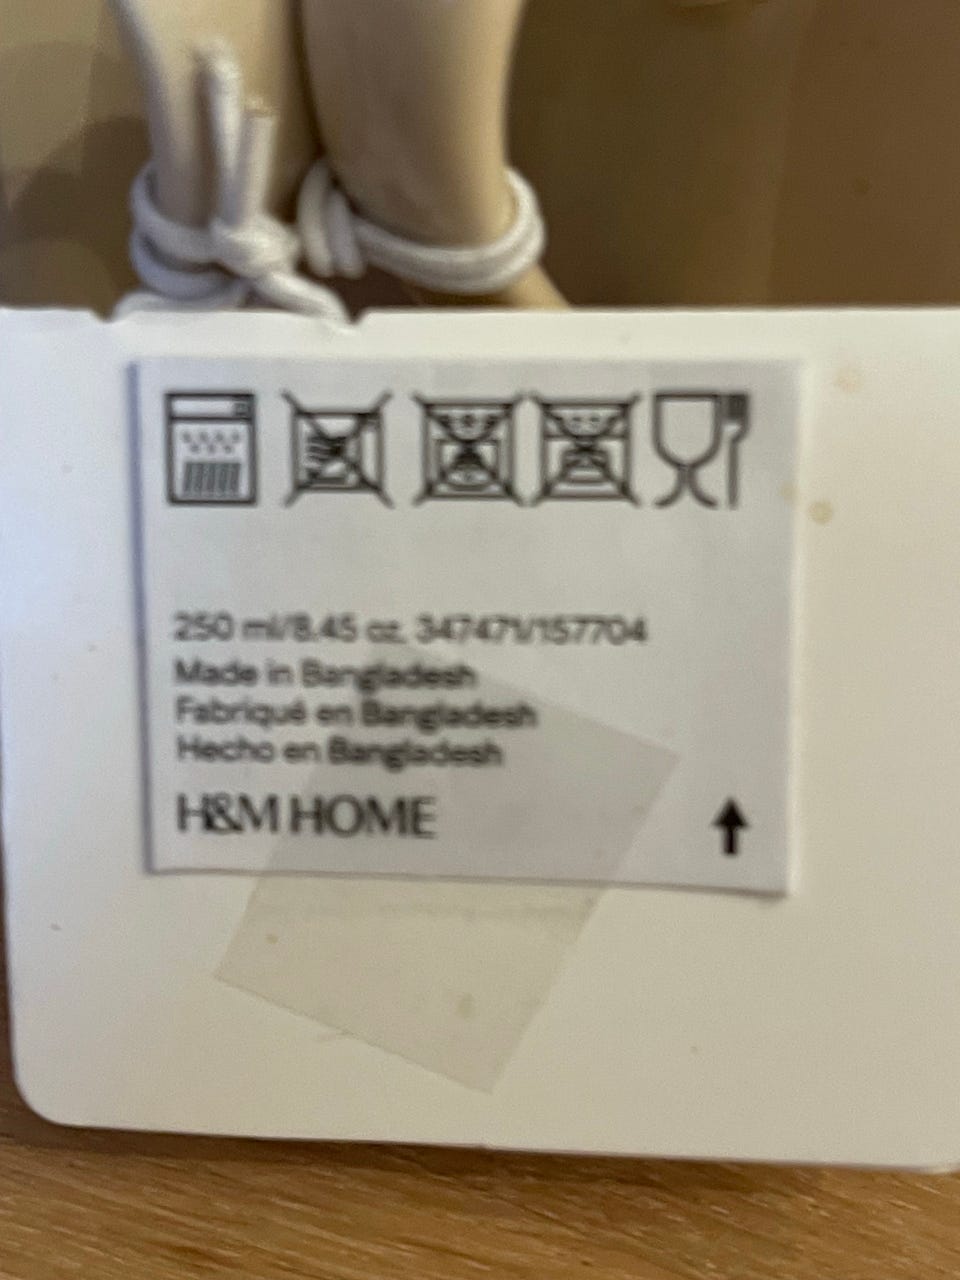 250 ml/8.45 oz. 347471/157704
Made in Bangladesh
Fabriqué en Bangladesh
Hecho en Bangladesh
H&M HOME